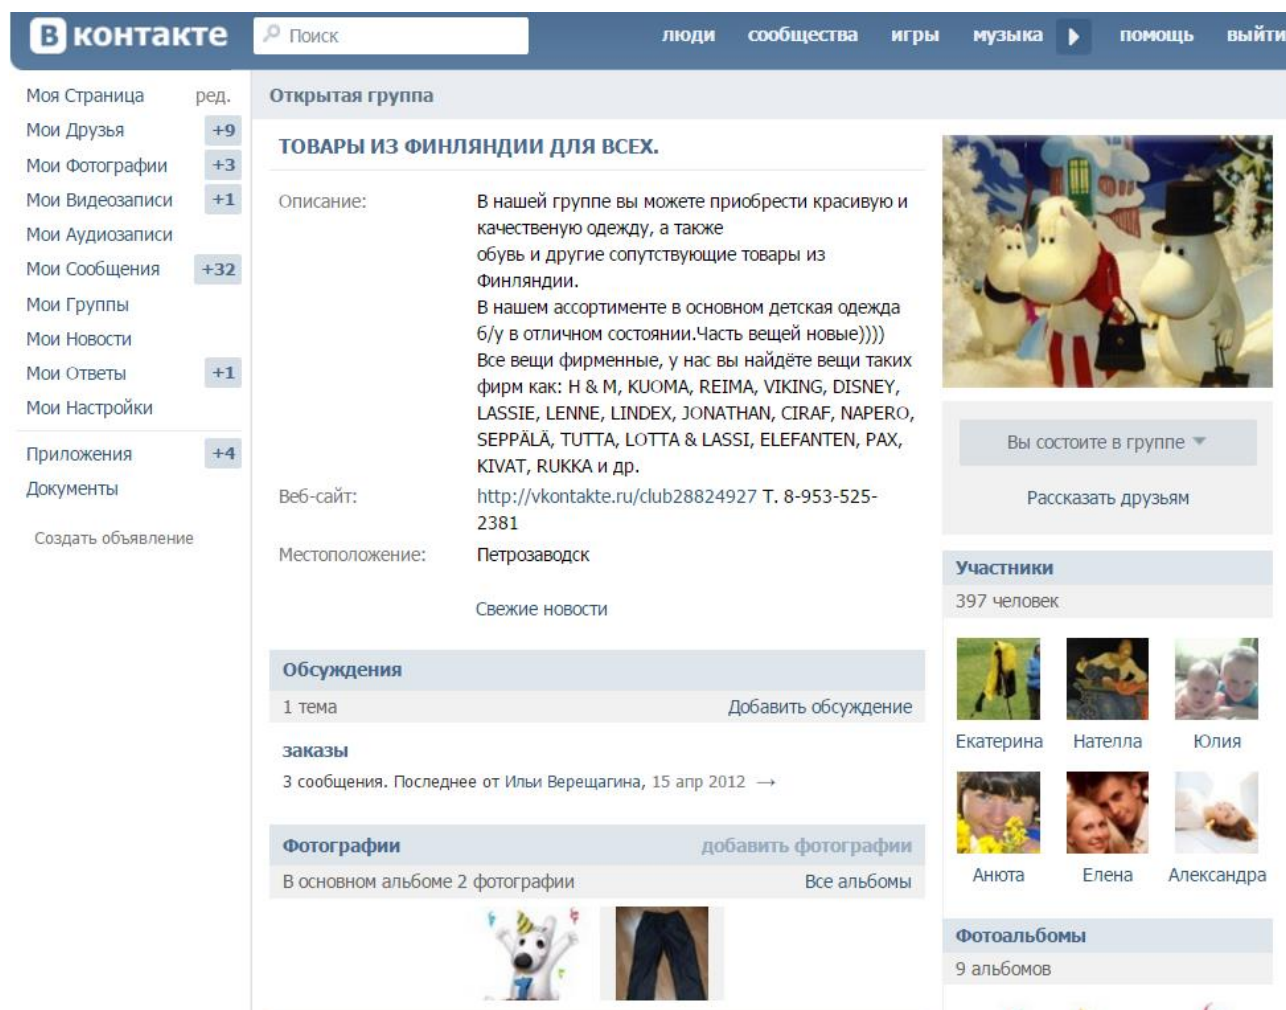 В контакте
Поиск
люди сообщества игры музыка помощь выйти
Моя Страница ред.
Мои Друзья +9
Мои Фотографии +3
Мои Видеозаписи +1
Мои Аудиозаписи
Мои Сообщения +32
Мои Группы
Мои Новости
Мои Ответы +1
Мои Настройки
Приложения +4
Документы
Создать объявление
Открытая группа
ТОВАРЫ ИЗ ФИНЛЯНДИИ ДЛЯ ВСЕХ.
Описание:
В нашей группе вы можете приобрести красивую и
качественую одежду, а также
обувь и другие сопутствующие товары из
Финляндии.
В нашем ассортименте в основном детская одежда
б/у в отличном состоянии.Часть вещей новые))))
Все вещи фирменные, у нас вы найдёте вещи таких
фирм как: H & M, KUOMA, REIMA, VIKING, DISNEY,
LASSIE, LENNE, LINDEX, JONATHAN, CIRAF, NAPERO,
SEPPÄLÄ, TUTTA, LOTTA & LASSI, ELEFANTEN, PAX,
KIVAT, RUKKA и др.
Веб-сайт: http://vkontakte.ru/club28824927 Т. 8-953-525-
2381
Местоположение: Петрозаводск
Свежие новости
Обсуждения
1 тема Добавить обсуждение
заказы
3 сообщения. Последнее от Ильи Верещагина, 15 апр 2012 →
Фотографии добавить фотографии
В основном альбоме 2 фотографии Все альбомы
Вы состоите в группе
Рассказать друзьям
Участники
397 человек
Екатерина Нателла Юлия
Анюта Елена Александра
Фотоальбомы
9 альбомов